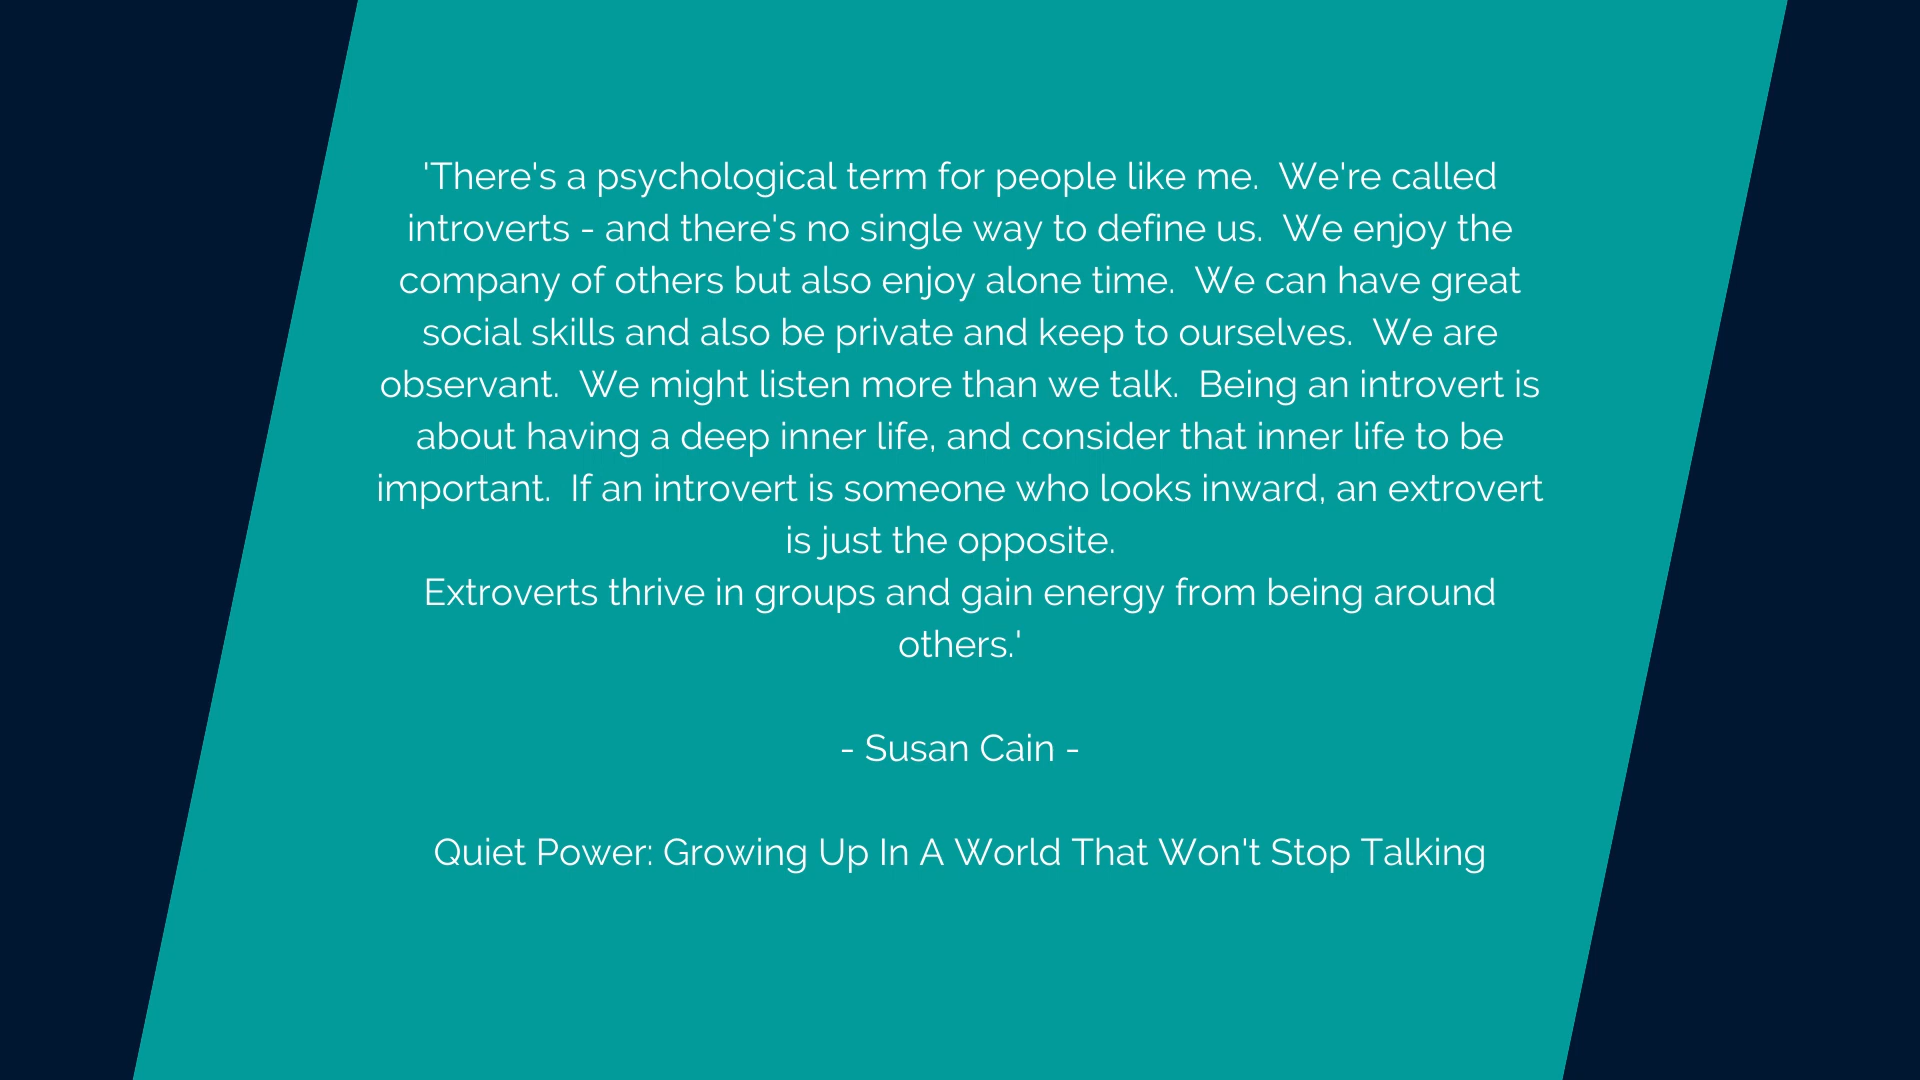 'There's a psychological term for people like me.  We're called
introverts - and there's no single way to define us.  We enjoy the
company of others but also enjoy alone time.  We can have great
social skills and also be private and keep to ourselves.  We are
observant.  We might listen more than we talk.  Being an introvert is
about having a deep inner life, and consider that inner life to be
important.  If an introvert is someone who looks inward, an extrovert
is just the opposite.
Extroverts thrive in groups and gain energy from being around
others.'
- Susan Cain -
Quiet Power: Growing Up In A World That Won't Stop Talking